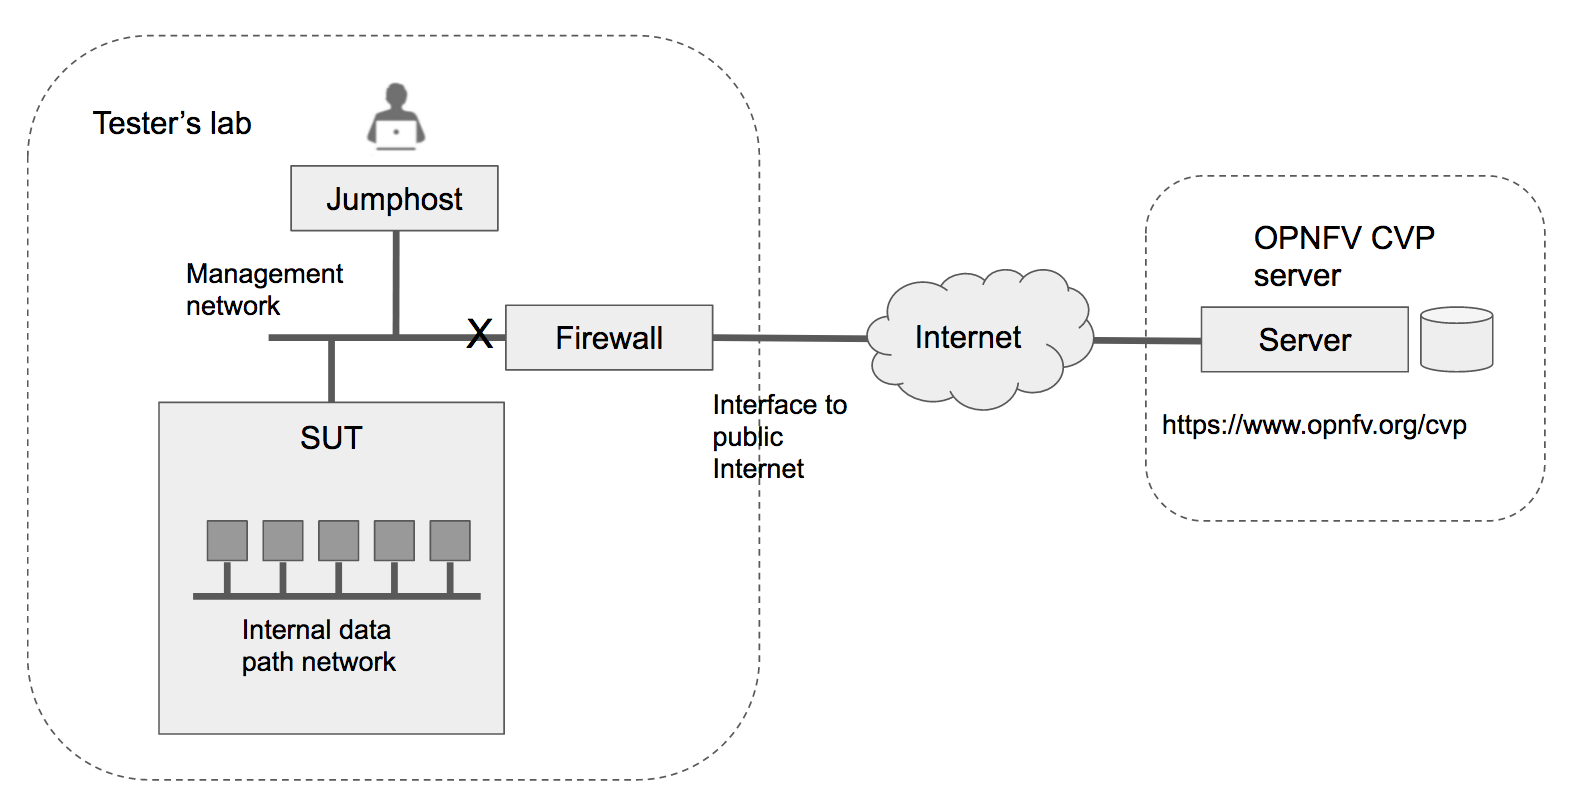 Tester’s lab
Jumphost
Management
network
X
Firewall
Internet
Interface to
public
Internet
SUT
Internal data
path network
OPNFV CVP
server
Server
https://www.opnfv.org/cvp